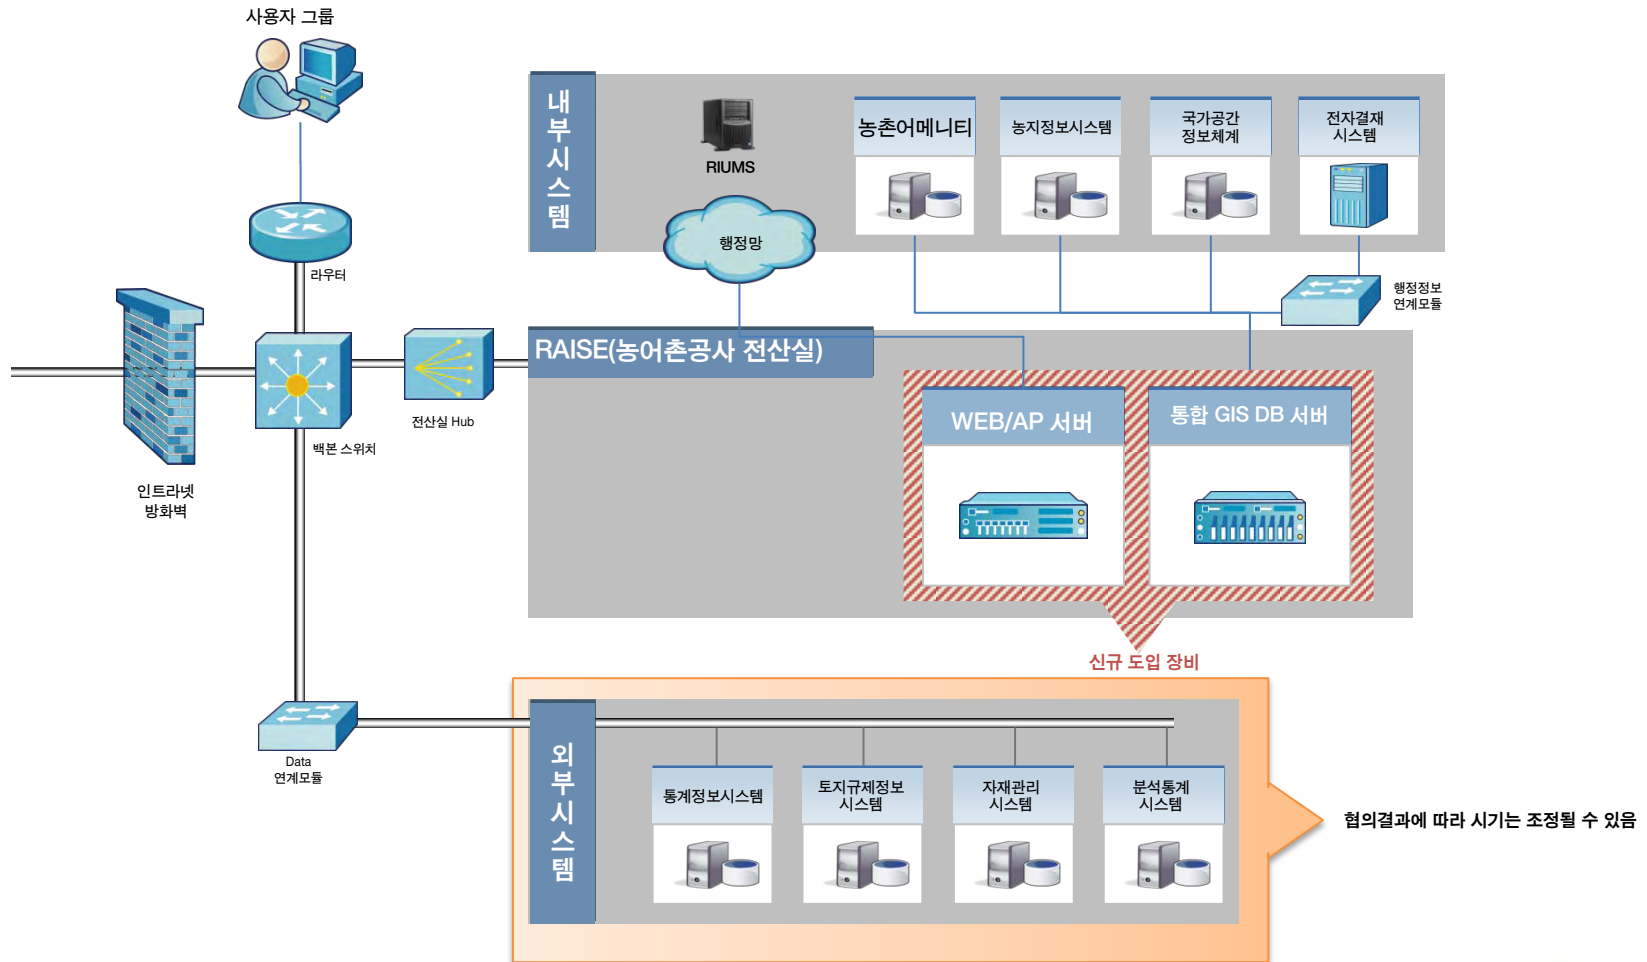 사용자 그룹
내부시스템
RIUMS
농촌어메니티
농지정보시스템
국가공간
정보체계
전자결재
시스템
행정망
라우터
행정정보
연계모듈
RAISE(농어촌공사 전산실)
WEB/AP 서버
통합 GIS DB 서버
전산실 Hub
백본 스위치
인트라넷
방화벽
신규 도입 장비
외부시스템
Data
연계모듈
통계정보시스템
토지규제정보
시스템
자재관리
시스템
분석통계
시스템
협의결과에 따라 시기는 조정될 수 있음